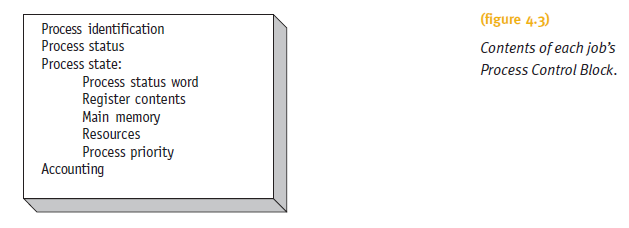 Process identification
Process status
Process state:
Process status word
Register contents
Main memory
Resources
Process priority
Accounting
(figure 4.3)
Contents of each job's
Process Control Block.